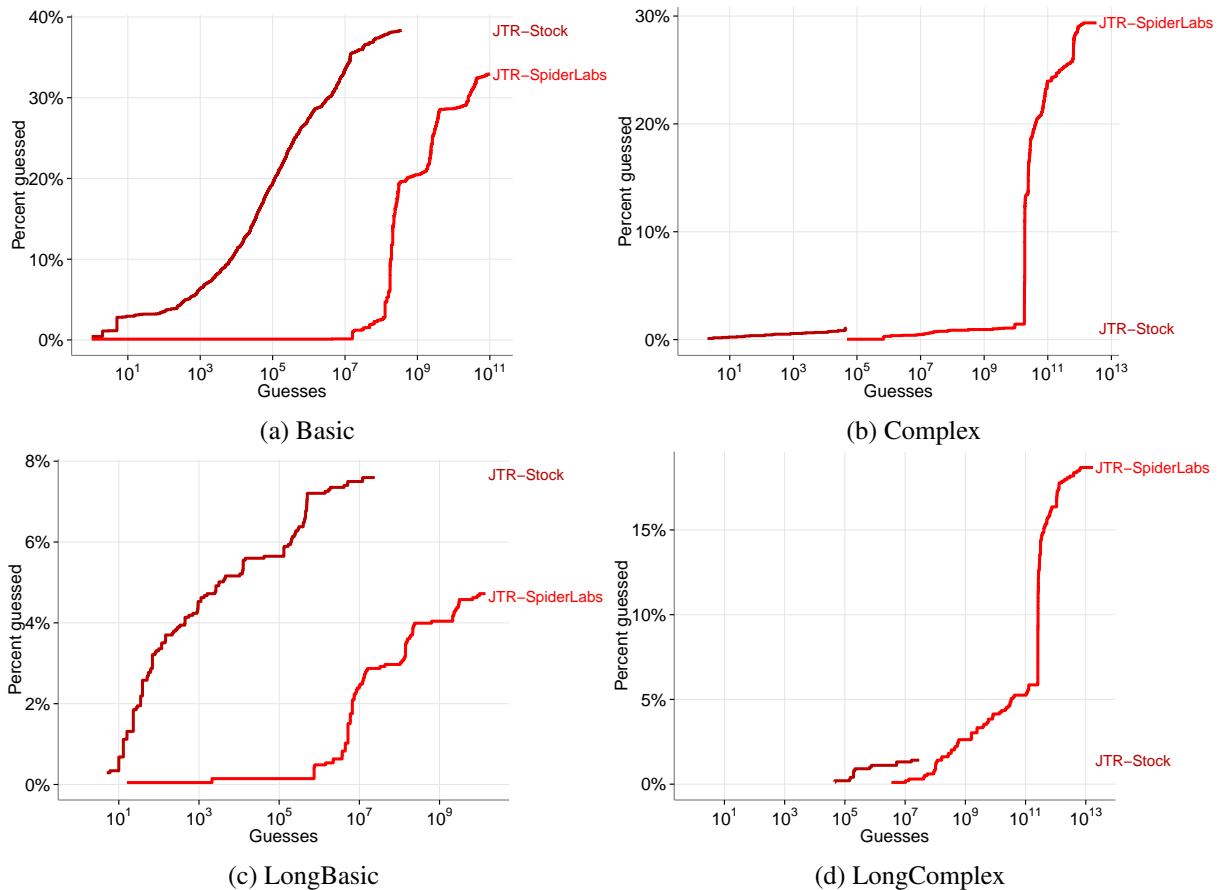 40%
30%
20%
10%
0%
Percent guessed
JTR−Stock
JTR−SpiderLabs
10^1 10^3 10^5 10^7 10^9 10^11
Guesses
(a) Basic
30%
20%
10%
0%
Percent guessed
JTR−SpiderLabs
JTR−Stock
10^1 10^3 10^5 10^7 10^9 10^11 10^13
Guesses
(b) Complex
8%
6%
4%
2%
0%
Percent guessed
JTR−Stock
JTR−SpiderLabs
10^1 10^3 10^5 10^7 10^9
Guesses
(c) LongBasic
15%
10%
5%
0%
Percent guessed
JTR−SpiderLabs
JTR−Stock
10^1 10^3 10^5 10^7 10^9 10^11 10^13
Guesses
(d) LongComplex